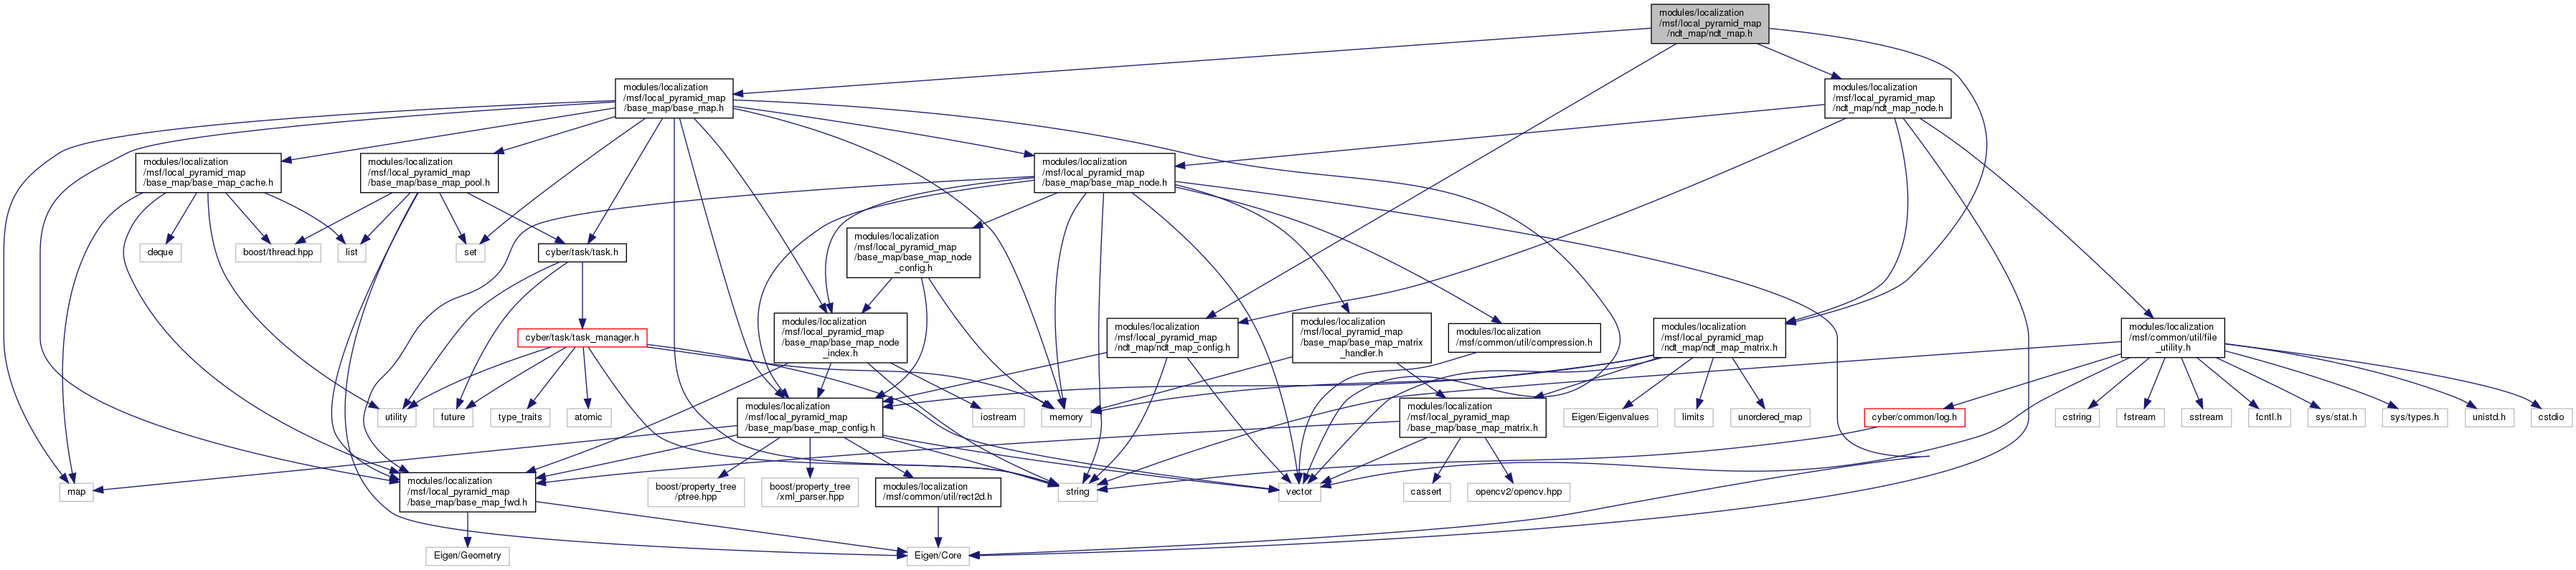 modules/localization
/msf/local_pyramid_map
/ndt_map/ndt_map.h
modules/localization
/msf/local_pyramid_map
/base_map/base_map.h
modules/localization
/msf/local_pyramid_map
/ndt_map/ndt_map_node.h
modules/localization
/msf/local_pyramid_map
/base_map/base_map_cache.h
modules/localization
/msf/local_pyramid_map
/base_map/base_map_pool.h
modules/localization
/msf/local_pyramid_map
/base_map/base_map_node.h
deque
boost/thread.hpp
list
set
cyber/task/task.h
modules/localization
/msf/local_pyramid_map
/base_map/base_map_node
_config.h
cyber/task/task_manager.h
modules/localization
/msf/local_pyramid_map
/base_map/base_map_node
_index.h
modules/localization
/msf/local_pyramid_map
/ndt_map/ndt_map_config.h
modules/localization
/msf/local_pyramid_map
/base_map/base_map_matrix
_handler.h
modules/localization
/msf/common/util/compression.h
modules/localization
/msf/local_pyramid_map
/ndt_map/ndt_map_matrix.h
modules/localization
/msf/common/util/file
_utility.h
utility
future
type_traits
atomic
modules/localization
/msf/local_pyramid_map
/base_map/base_map_config.h
iostream
memory
modules/localization
/msf/local_pyramid_map
/base_map/base_map_matrix.h
Eigen/Eigenvalues
limits
unordered_map
cyber/common/log.h
cstring
fstream
sstream
fcntl.h
sys/stat.h
sys/types.h
unistd.h
cstdio
map
modules/localization
/msf/local_pyramid_map
/base_map/base_map_fwd.h
boost/property_tree
/ptree.hpp
boost/property_tree
/xml_parser.hpp
modules/localization
/msf/common/util/rect2d.h
string
vector
cassert
opencv2/opencv.hpp
Eigen/Geometry
Eigen/Core